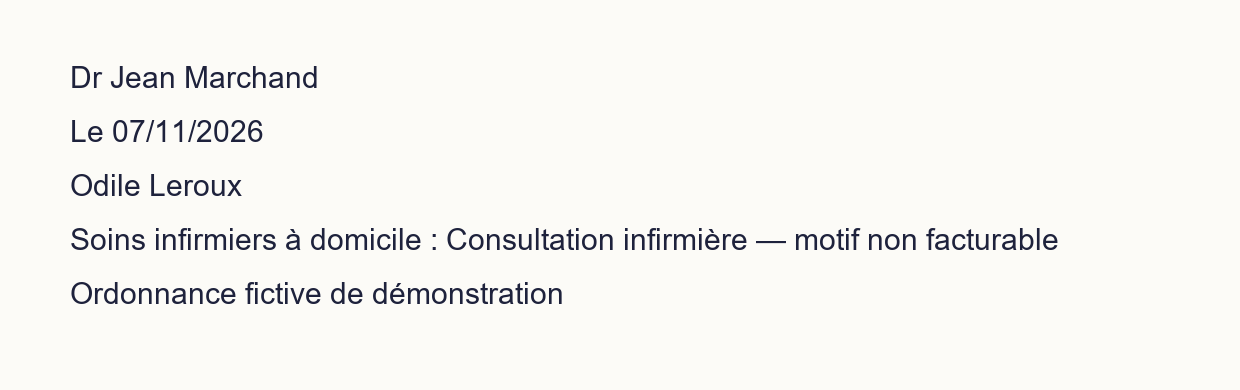 Dr Jean Marchand
Le 07/11/2026
Odile Leroux
Soins infirmiers à domicile : Consultation infirmière — motif non facturable
Ordonnance fictive de démonstration